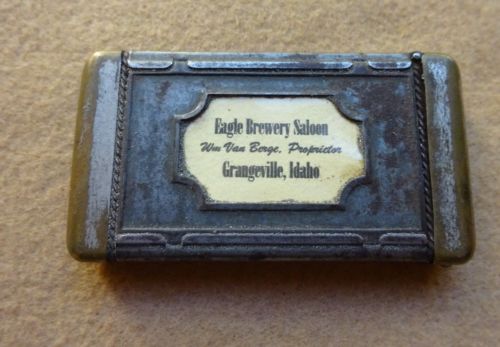 Eagle Brewery Saloon
Wm Van Berge, Proprietor
Grangeville, Idaho